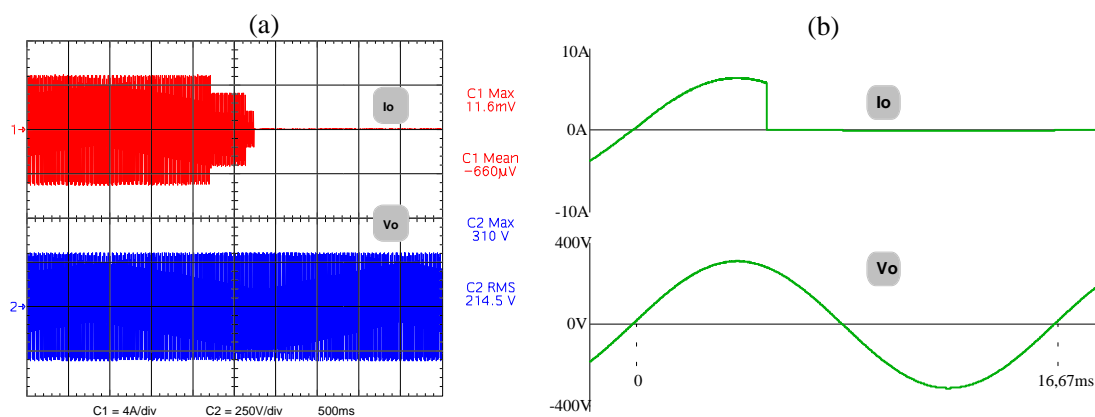 (a)
Io
1
C1 Max
11.6mV
C1 Mean
-660µV
Vo
2
C2 Max
310 V
C2 RMS
214.5 V
C1 = 4A/div C2 = 250V/div 500ms
(b)
10A
Io
0A
-10A
400V
Vo
0V
0 16,67ms
-400V